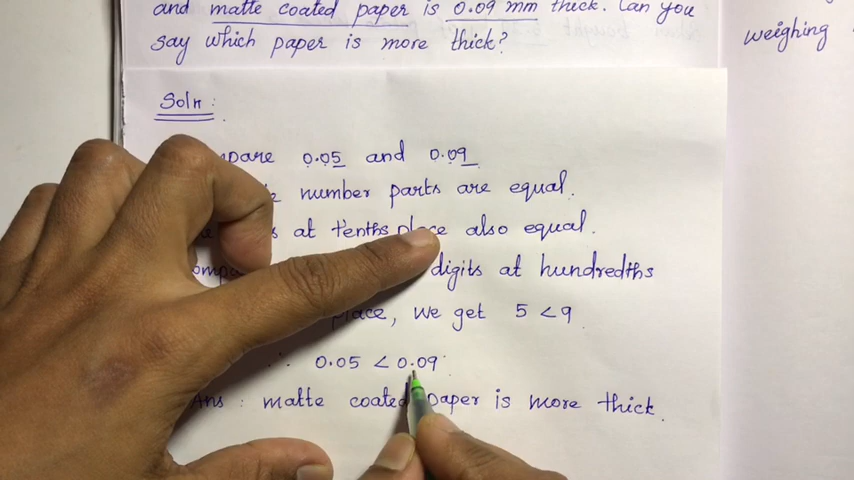 and matte coated paper is 0.09 mm thick. Can you
say which paper is more thick?
weighing
Soln:
0.05 and 0.09
number parts are equal.
at tenths place also equal.
digits at hundredths
place, we get 5 < 9
∴ 0.05 < 0.09
Ans : matte coated paper is more thick.